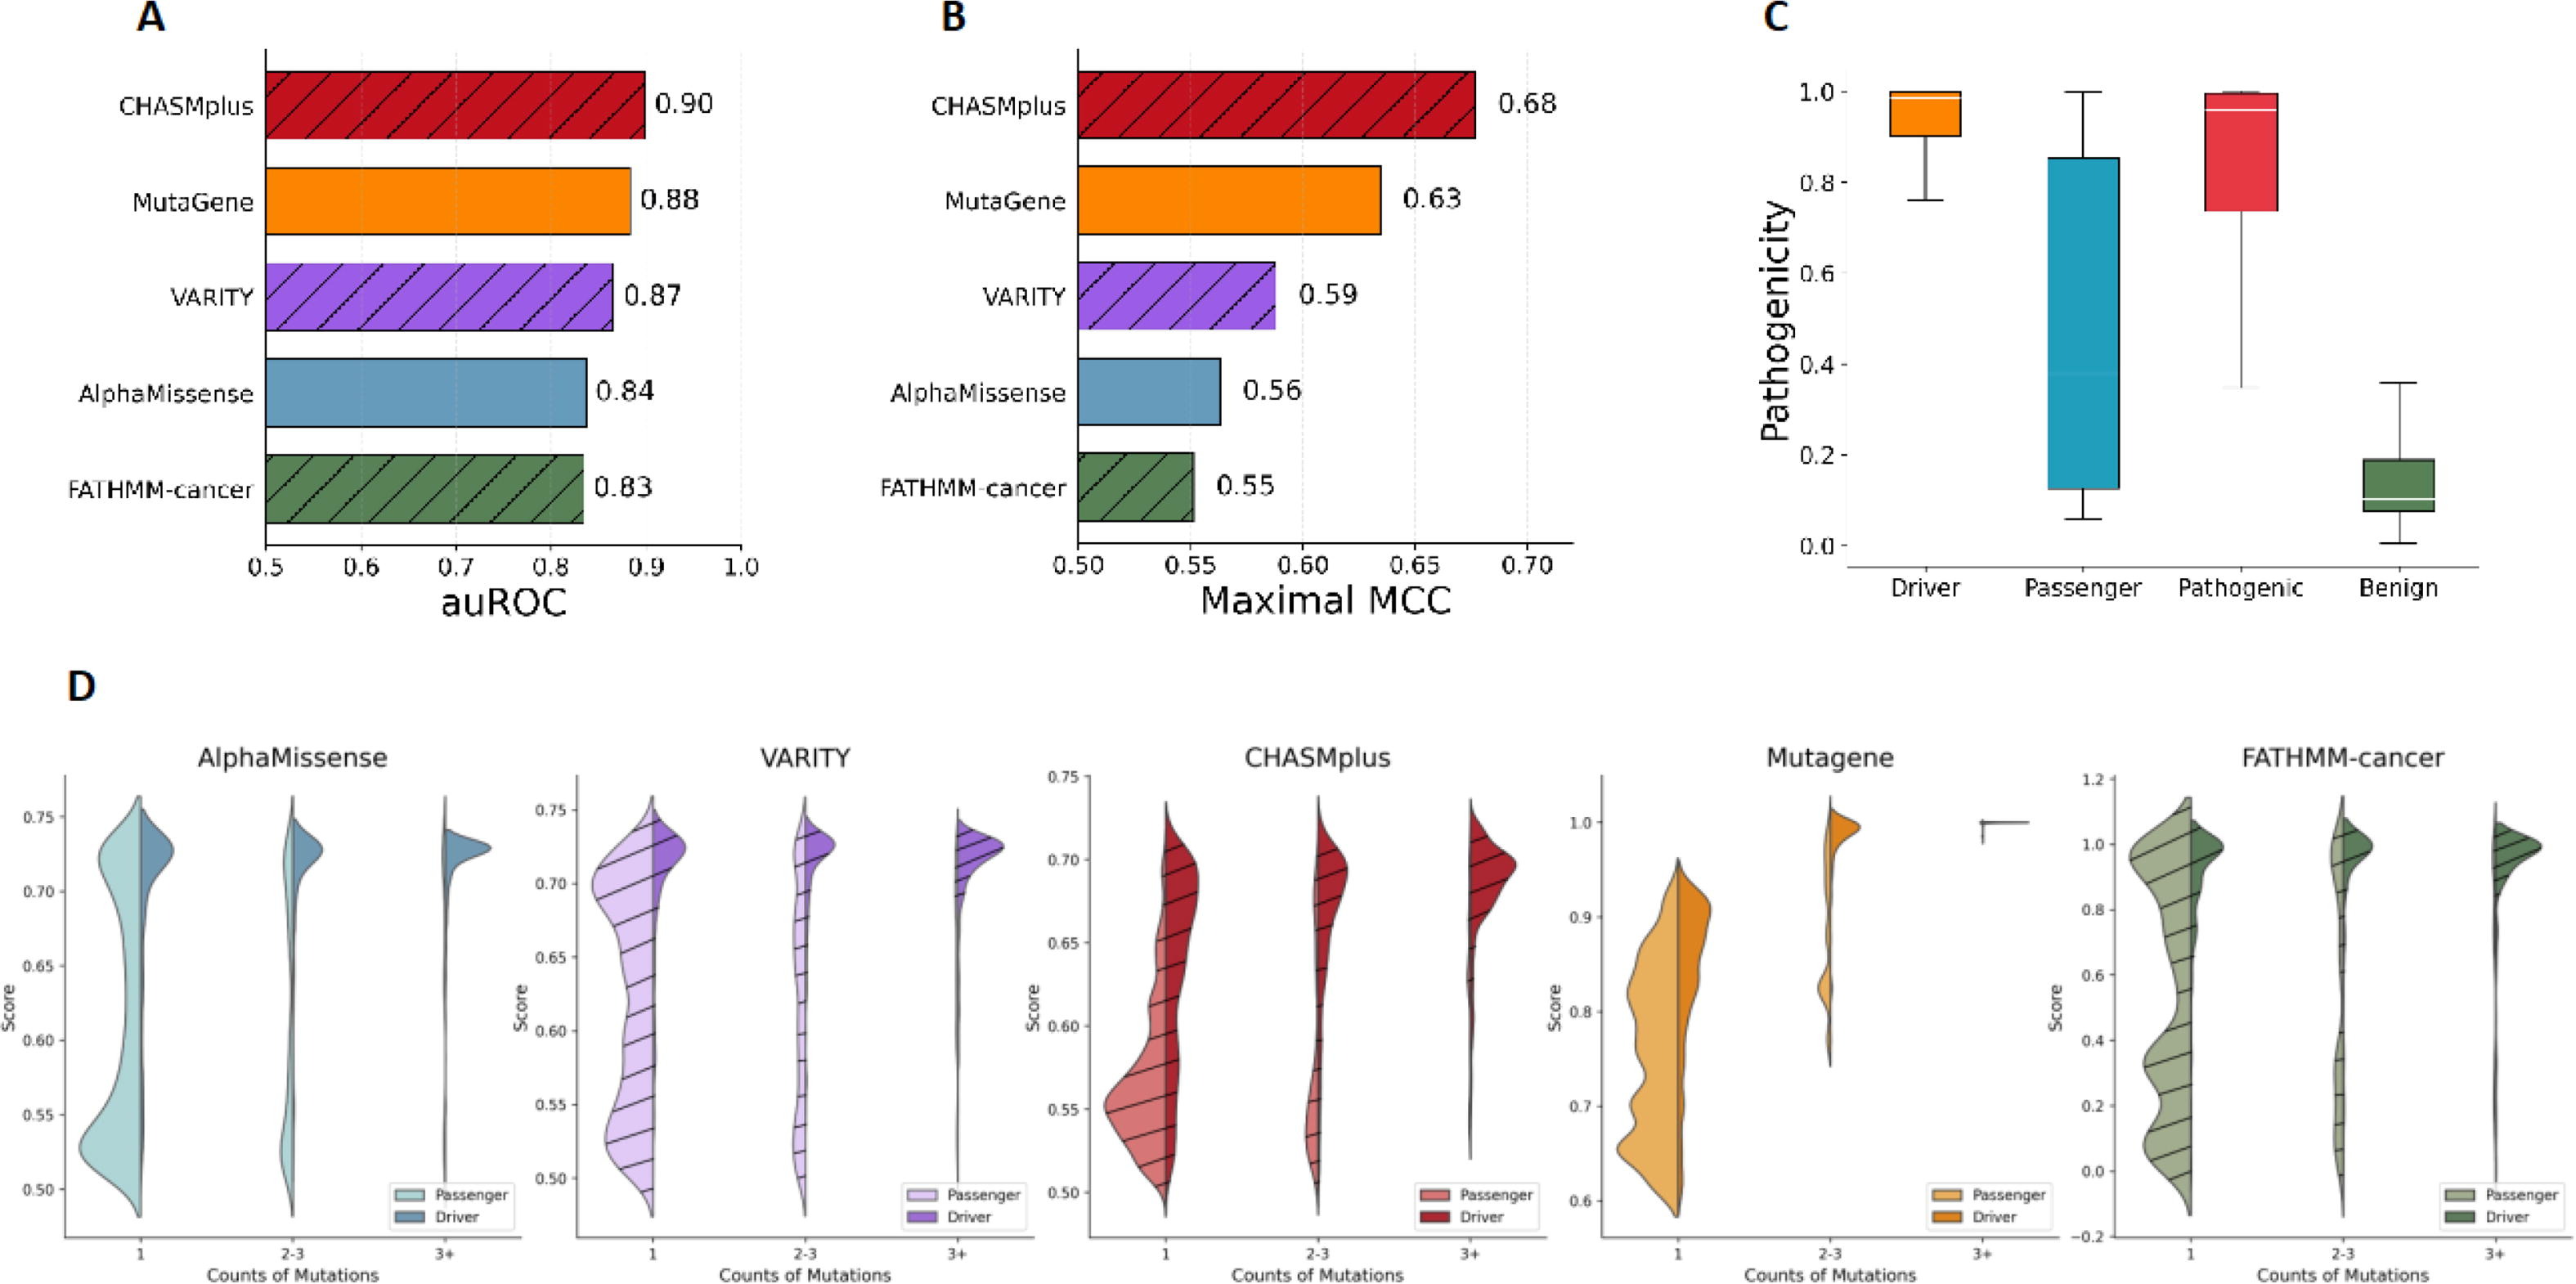 A
CHASMplus
0.90
MutaGene
0.88
VARITY
0.87
AlphaMissense
0.84
FATHMM-cancer
0.83
0.5 0.6 0.7 0.8 0.9 1.0
auROC
B
CHASMplus
0.68
MutaGene
0.63
VARITY
0.59
AlphaMissense
0.56
FATHMM-cancer
0.55
0.50 0.55 0.60 0.65 0.70
Maximal MCC
C
Pathogenicity
1.0
0.8
0.6
0.4
0.2
0.0
Driver Passenger Pathogenic Benign
D
AlphaMissense
Score
0.75
0.70
0.65
0.60
0.55
0.50
Passenger
Driver
1 2-3 3+
Counts of Mutations
VARITY
Score
0.75
0.70
0.65
0.60
0.55
0.50
Passenger
Driver
1 2-3 3+
Counts of Mutations
CHASMplus
Score
0.75
0.70
0.65
0.60
0.55
0.50
Passenger
Driver
1 2-3 3+
Counts of Mutations
Mutagene
Score
1.0
0.9
0.8
0.7
0.6
Passenger
Driver
1 2-3 3+
Counts of Mutations
FATHMM-cancer
Score
1.2
1.0
0.8
0.6
0.4
0.2
0.0
−0.2
Passenger
Driver
1 2-3 3+
Counts of Mutations